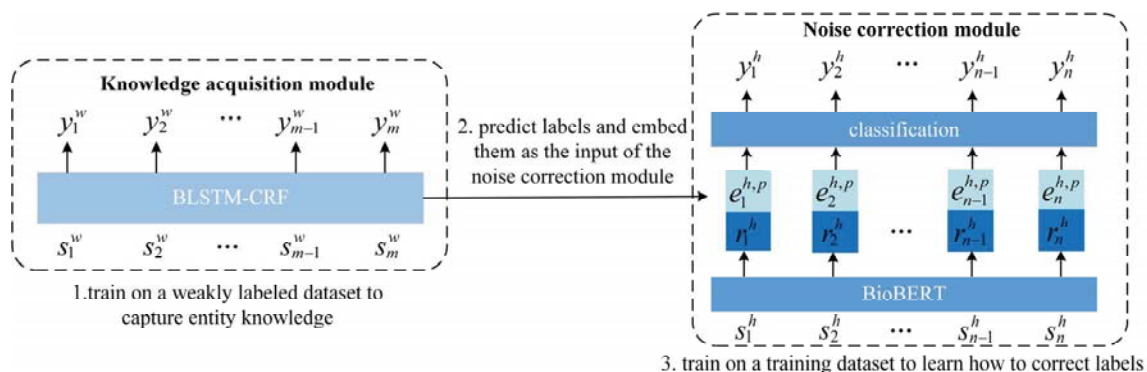 Knowledge acquisition module
y_1^w y_2^w ... y_{m-1}^w y_m^w
BLSTM-CRF
s_1^w s_2^w ... s_{m-1}^w s_m^w
1.train on a weakly labeled dataset to
capture entity knowledge
2. predict labels and embed
them as the input of the
noise correction module
Noise correction module
y_1^h y_2^h ... y_{n-1}^h y_n^h
classification
e_1^{h,p} e_2^{h,p} e_{n-1}^{h,p} e_n^{h,p}
r_1^h r_2^h ... r_{n-1}^h r_n^h
BioBERT
s_1^h s_2^h ... s_{n-1}^h s_n^h
3. train on a training dataset to learn how to correct labels